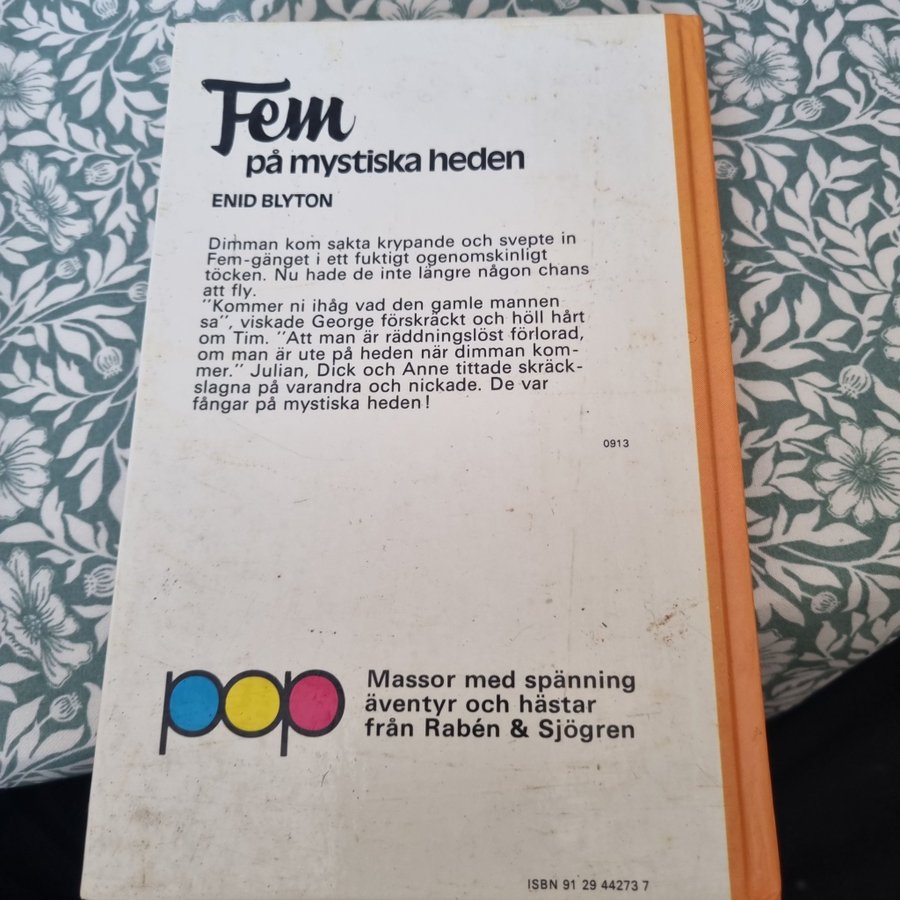 Fem
på mystiska heden
ENID BLYTON
Dimman kom sakta krypande och svepte in
Fem-gänget i ett fuktigt ogenomskinligt
töcken. Nu hade de inte längre någon chans
att fly.
"Kommer ni ihåg vad den gamle mannen
sa", viskade George förskräckt och höll hårt
om Tim. "Att man är räddningslöst förlorad,
om man är ute på heden när dimman kom-
mer." Julian, Dick och Anne tittade skräck-
slagna på varandra och nickade. De var
fångar på mystiska heden!
0913
pop
Massor med spänning
äventyr och hästar
från Rabén & Sjögren
ISBN 91 29 44273 7